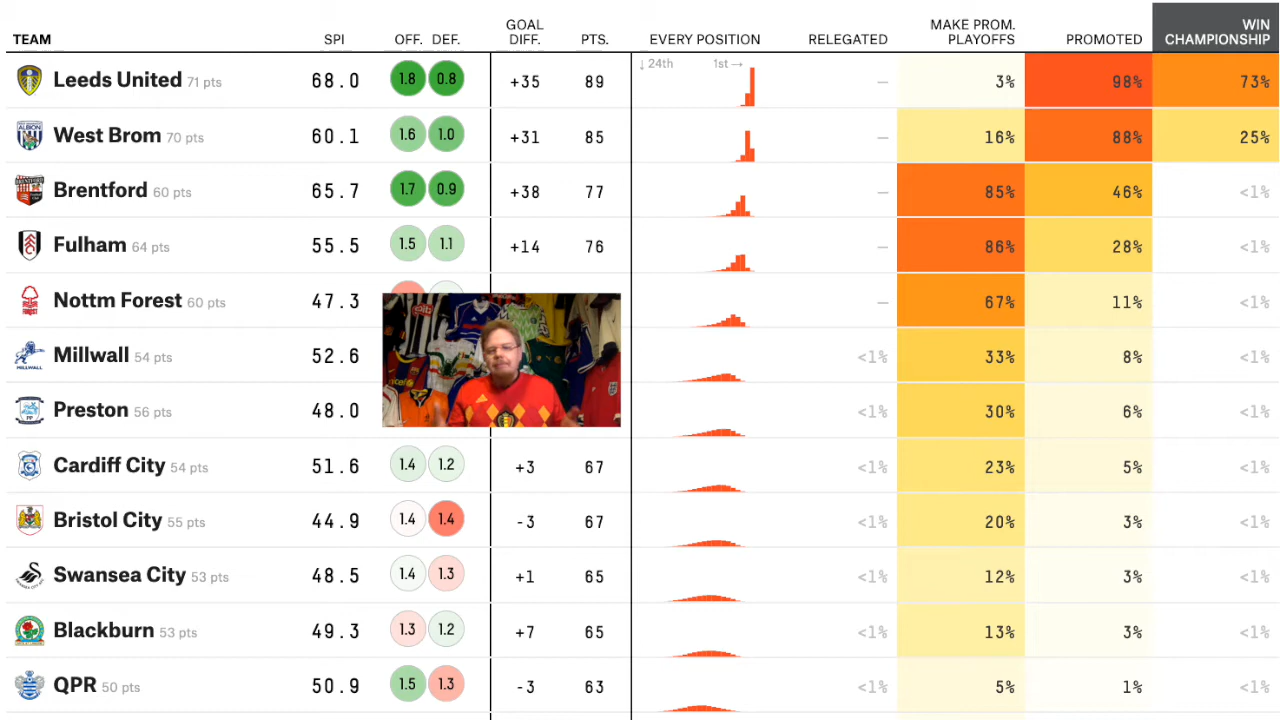 TEAM SPI OFF. DEF. GOAL DIFF. PTS. EVERY POSITION RELEGATED MAKE PROM. PLAYOFFS PROMOTED WIN CHAMPIONSHIP
↓ 24th 1st →
Leeds United 71 pts 68.0 1.8 0.8 +35 89 — 3% 98% 73%
West Brom 70 pts 60.1 1.6 1.0 +31 85 — 16% 88% 25%
Brentford 60 pts 65.7 1.7 0.9 +38 77 — 85% 46% <1%
Fulham 64 pts 55.5 1.5 1.1 +14 76 — 86% 28% <1%
Nottm Forest 60 pts 47.3 — 67% 11% <1%
Millwall 54 pts 52.6 <1% 33% 8% <1%
Preston 56 pts 48.0 <1% 30% 6% <1%
Cardiff City 54 pts 51.6 1.4 1.2 +3 67 <1% 23% 5% <1%
Bristol City 55 pts 44.9 1.4 1.4 -3 67 <1% 20% 3% <1%
Swansea City 53 pts 48.5 1.4 1.3 +1 65 <1% 12% 3% <1%
Blackburn 53 pts 49.3 1.3 1.2 +7 65 <1% 13% 3% <1%
QPR 50 pts 50.9 1.5 1.3 -3 63 <1% 5% 1% <1%